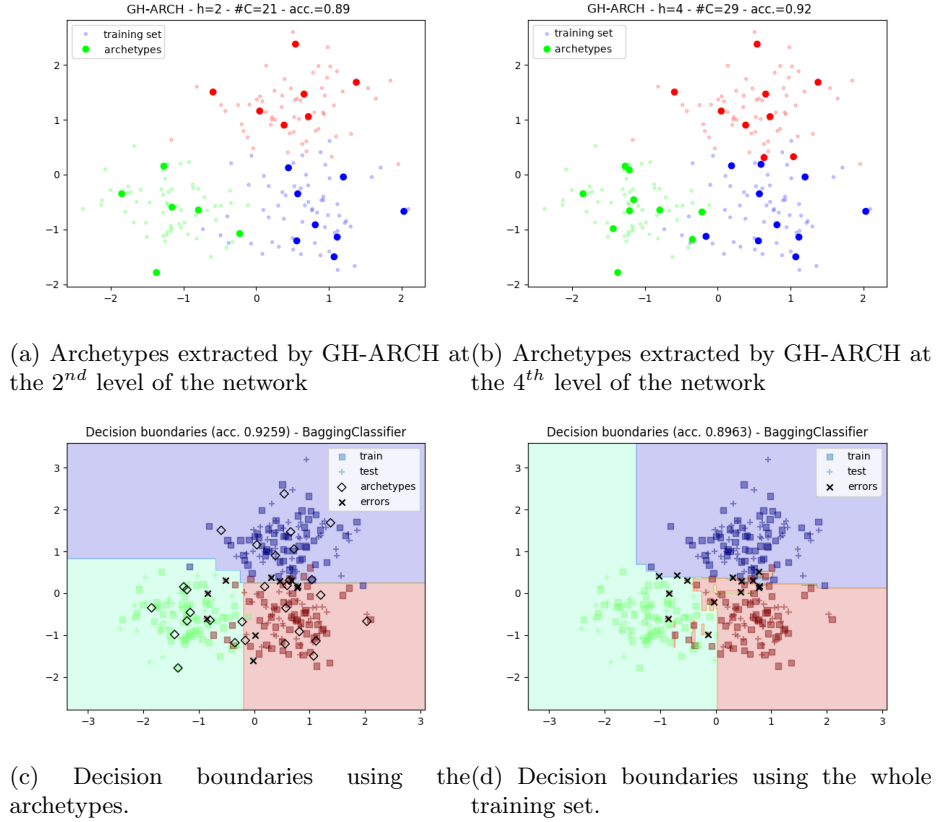 GH-ARCH - h=2 - #C=21 - acc.=0.89
training set
archetypes
2
1
0
−1
−2
−2 −1 0 1 2
GH-ARCH - h=4 - #C=29 - acc.=0.92
training set
archetypes
2
1
0
−1
−2
−2 −1 0 1 2
(a) Archetypes extracted by GH-ARCH at
the 2nd level of the network
(b) Archetypes extracted by GH-ARCH at
the 4th level of the network
Decision buondaries (acc. 0.9259) - BaggingClassifier
train
test
archetypes
errors
3
2
1
0
−1
−2
−3 −2 −1 0 1 2 3
Decision buondaries (acc. 0.8963) - BaggingClassifier
train
test
errors
3
2
1
0
−1
−2
−3 −2 −1 0 1 2 3
(c) Decision boundaries using the
archetypes.
(d) Decision boundaries using the whole
training set.